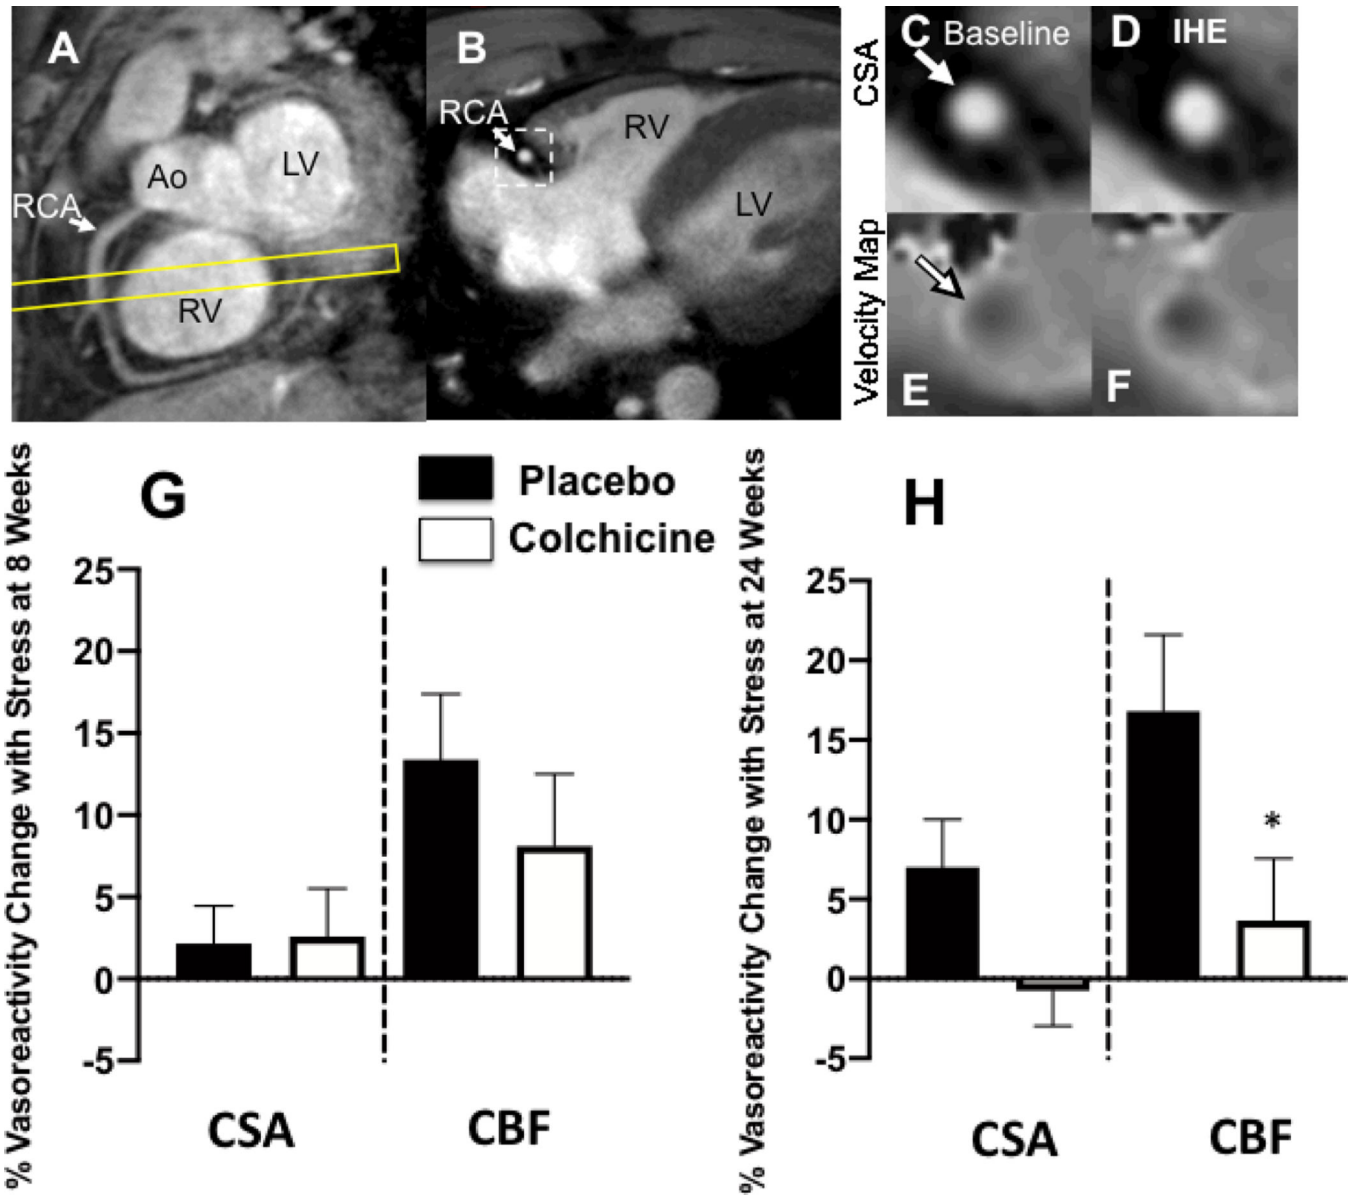 A
RCA
Ao
LV
RV
B
RCA
RV
LV
CSA
C Baseline
D IHE
Velocity Map
E
F
G
Placebo
Colchicine
% Vasoreactivity Change with Stress at 8 Weeks
25
20
15
10
5
0
-5
CSA
CBF
H
% Vasoreactivity Change with Stress at 24 Weeks
25
20
15
10
5
0
-5
*
CSA
CBF